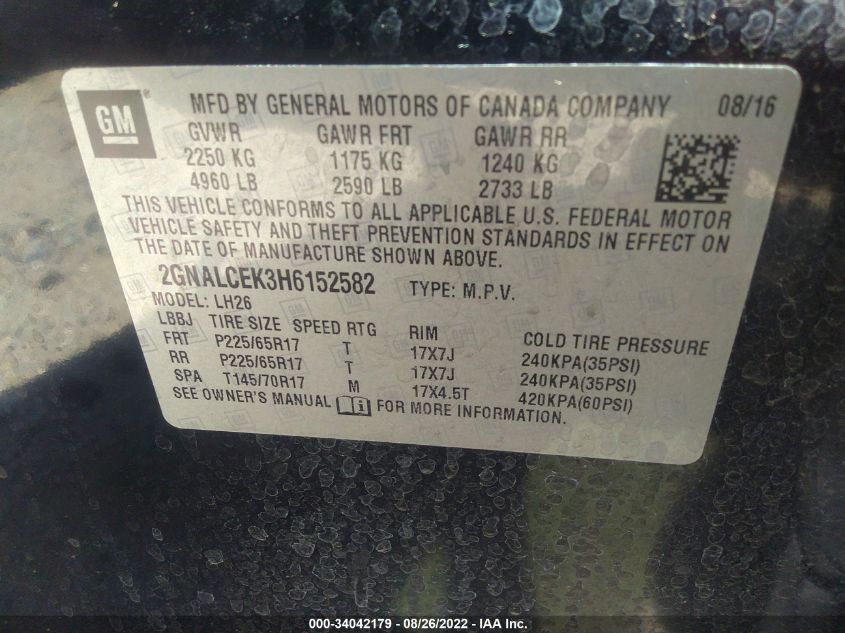 GM ® MFD BY GENERAL MOTORS OF CANADA COMPANY 08/16
GVWR GAWR FRT GAWR RR
2250 KG 1175 KG 1240 KG
4960 LB 2590 LB 2733 LB
THIS VEHICLE CONFORMS TO ALL APPLICABLE U.S. FEDERAL MOTOR
VEHICLE SAFETY AND THEFT PREVENTION STANDARDS IN EFFECT ON
THE DATE OF MANUFACTURE SHOWN ABOVE.
2GNALCEK3H6152582 TYPE: M.P.V.
MODEL: LH26
LBBJ TIRE SIZE SPEED RTG RIM COLD TIRE PRESSURE
FRT P225/65R17 T 17X7J 240KPA(35PSI)
RR P225/65R17 T 17X7J 240KPA(35PSI)
SPA T145/70R17 M 17X4.5T 420KPA(60PSI)
SEE OWNER'S MANUAL FOR MORE INFORMATION.
000-34042179 - 08/26/2022 - IAA Inc.